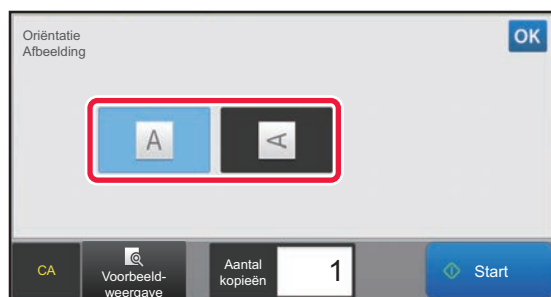 Oriëntatie
Afbeelding
OK
A
A
CA
Voorbeeld-
weergave
Aantal
kopieën
1
Start